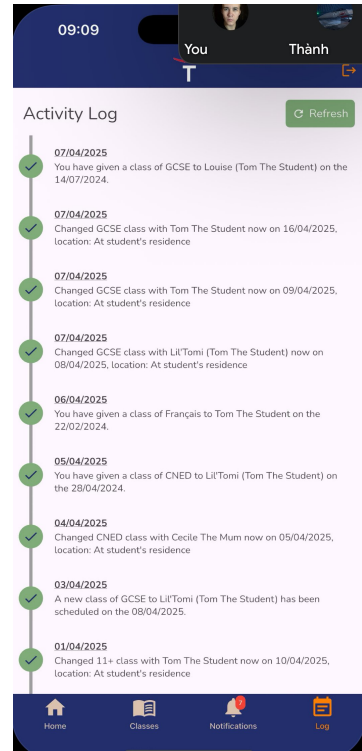 09:09
You
Thành
T
Activity Log
Refresh
07/04/2025
You have given a class of GCSE to Louise (Tom The Student) on the
14/07/2024.
07/04/2025
Changed GCSE class with Tom The Student now on 16/04/2025,
location: At student's residence
07/04/2025
Changed GCSE class with Tom The Student now on 09/04/2025,
location: At student's residence
07/04/2025
Changed GCSE class with Lil'Tomi (Tom The Student) now on
08/04/2025, location: At student's residence
06/04/2025
You have given a class of Français to Tom The Student on the
22/02/2024.
05/04/2025
You have given a class of CNED to Lil'Tomi (Tom The Student) on
the 28/04/2024.
04/04/2025
Changed CNED class with Cecile The Mum now on 05/04/2025,
location: At student's residence
03/04/2025
A new class of GCSE to Lil'Tomi (Tom The Student) has been
scheduled on the 08/04/2025.
01/04/2025
Changed 11+ class with Tom The Student now on 10/04/2025,
location: At student's residence
7
Home
Classes
Notifications
Log